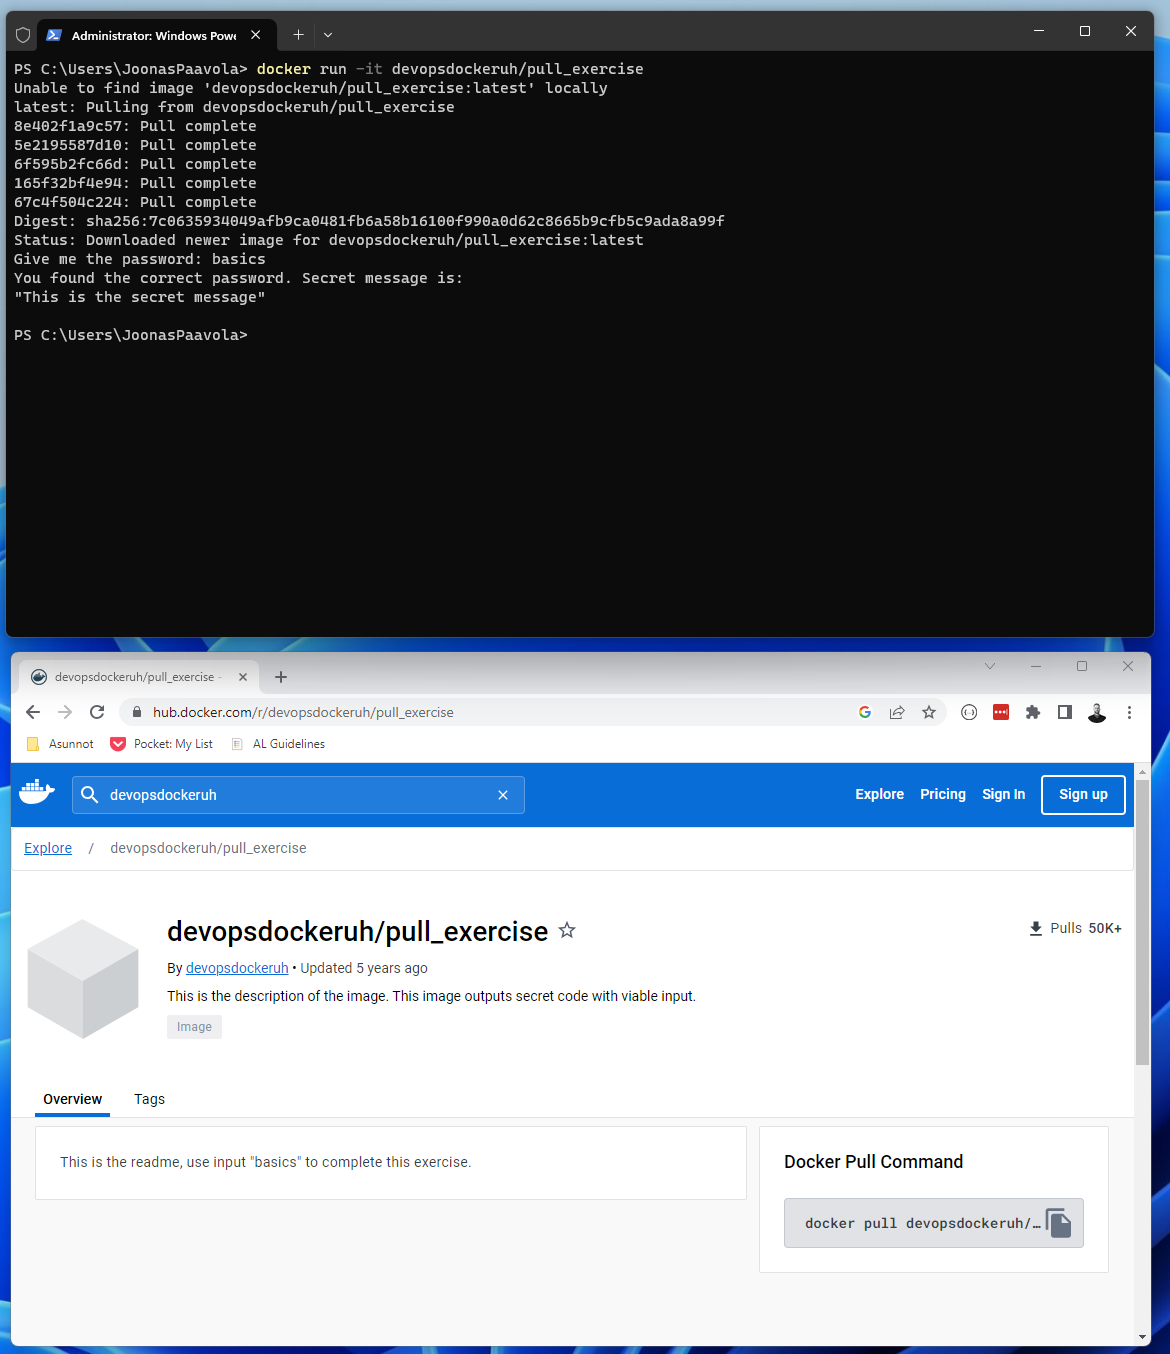 Administrator: Windows Powe
PS C:\Users\JoonasPaavola> docker run -it devopsdockeruh/pull_exercise
Unable to find image 'devopsdockeruh/pull_exercise:latest' locally
latest: Pulling from devopsdockeruh/pull_exercise
8e402f1a9c57: Pull complete
5e2195587d10: Pull complete
6f595b2fc66d: Pull complete
165f32bf4e94: Pull complete
67c4f504c224: Pull complete
Digest: sha256:7c0635934049afb9ca0481fb6a58b16100f990a0d62c8665b9cfb5c9ada8a99f
Status: Downloaded newer image for devopsdockeruh/pull_exercise:latest
Give me the password: basics
You found the correct password. Secret message is:
"This is the secret message"
PS C:\Users\JoonasPaavola>
devopsdockeruh/pull_exercise -
hub.docker.com/r/devopsdockeruh/pull_exercise
Asunnot Pocket: My List AL Guidelines
devopsdockeruh Explore Pricing Sign In Sign up
Explore / devopsdockeruh/pull_exercise
devopsdockeruh/pull_exercise Pulls 50K+
By devopsdockeruh • Updated 5 years ago
This is the description of the image. This image outputs secret code with viable input.
Image
Overview Tags
This is the readme, use input "basics" to complete this exercise.
Docker Pull Command
docker pull devopsdockeruh/…